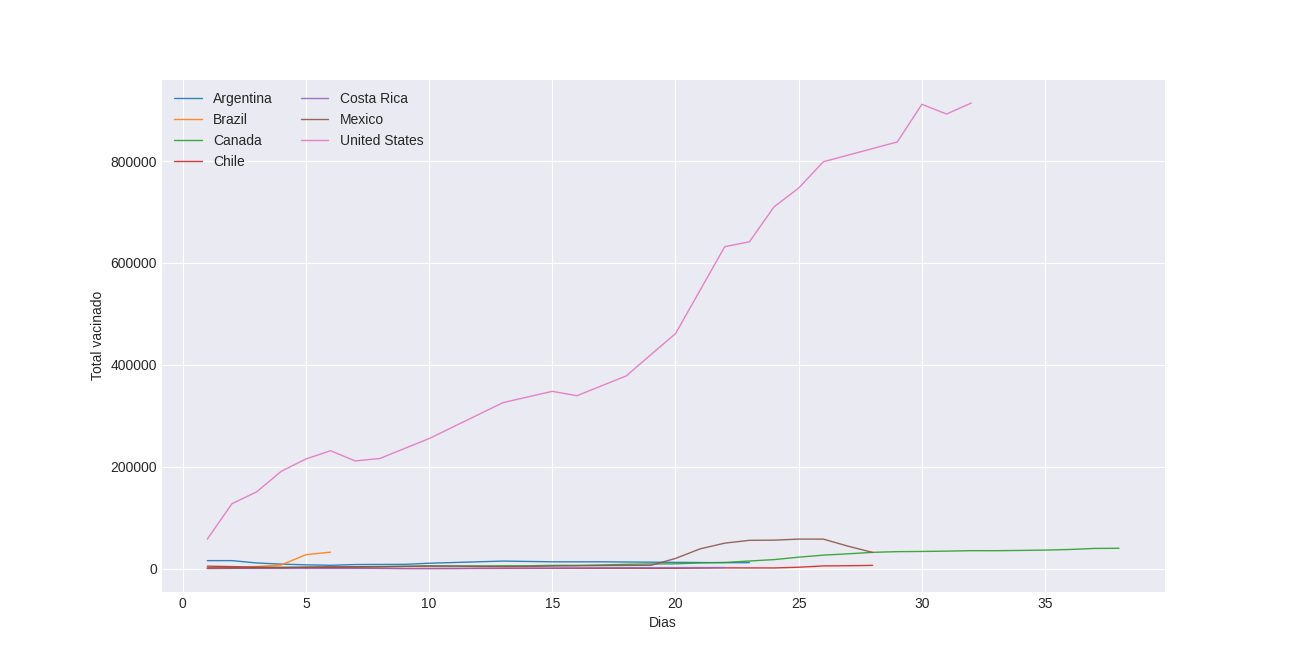 Argentina
Brazil
Canada
Chile
Costa Rica
Mexico
United States
800000
600000
400000
200000
0
Total vacinado
0 5 10 15 20 25 30 35
Dias